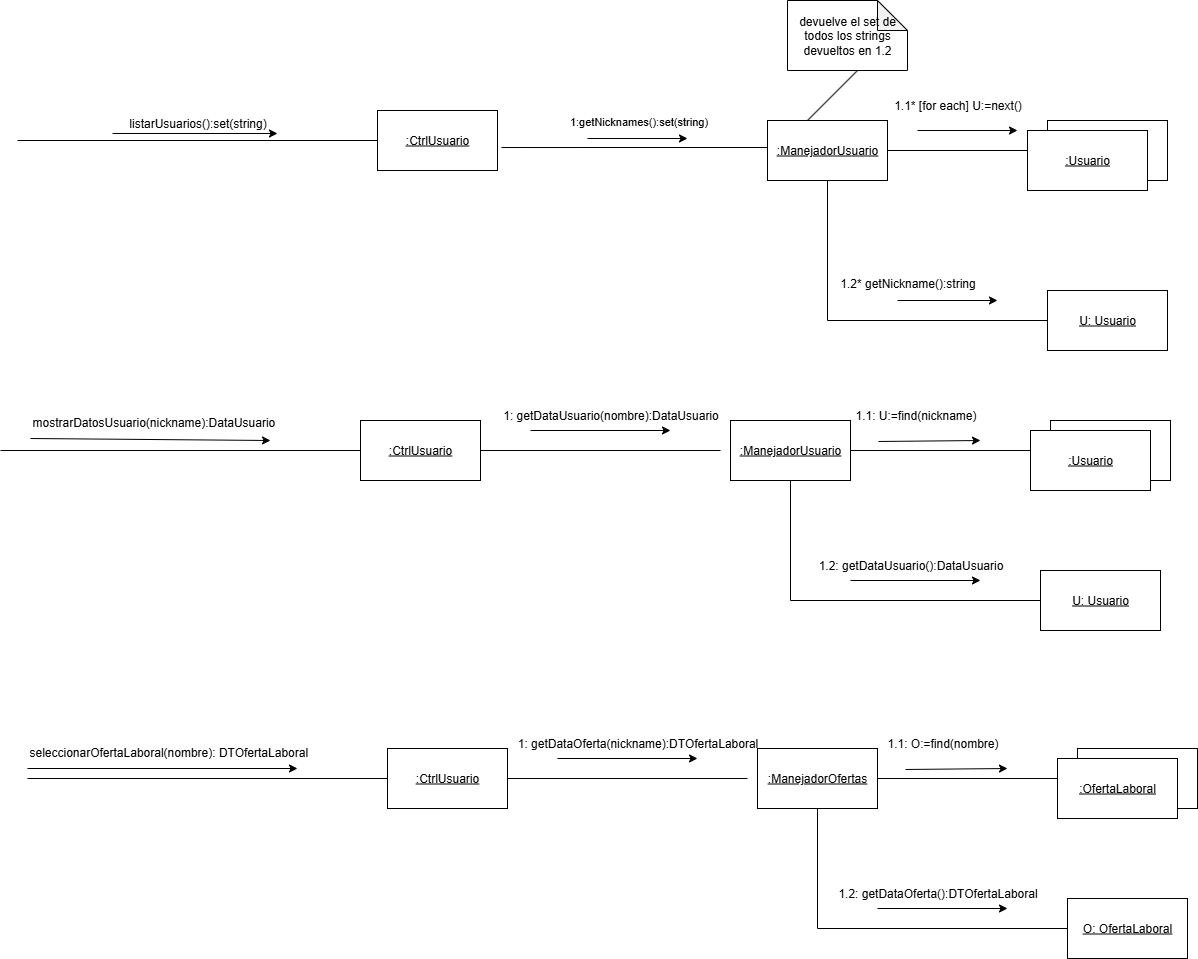 devuelve el set de
todos los strings
devueltos en 1.2
1.1* [for each] U:=next()
listarUsuarios():set(string)
1:getNicknames():set(string)
:CtrlUsuario
:ManejadorUsuario
:Usuario
1.2* getNickname():string
U: Usuario
mostrarDatosUsuario(nickname):DataUsuario
1: getDataUsuario(nombre):DataUsuario
1.1: U:=find(nickname)
:CtrlUsuario
:ManejadorUsuario
:Usuario
1.2: getDataUsuario():DataUsuario
U: Usuario
seleccionarOfertaLaboral(nombre): DTOfertaLaboral
1: getDataOferta(nickname):DTOfertaLaboral
1.1: O:=find(nombre)
:CtrlUsuario
:ManejadorOfertas
:OfertaLaboral
1.2: getDataOferta():DTOfertaLaboral
O: OfertaLaboral